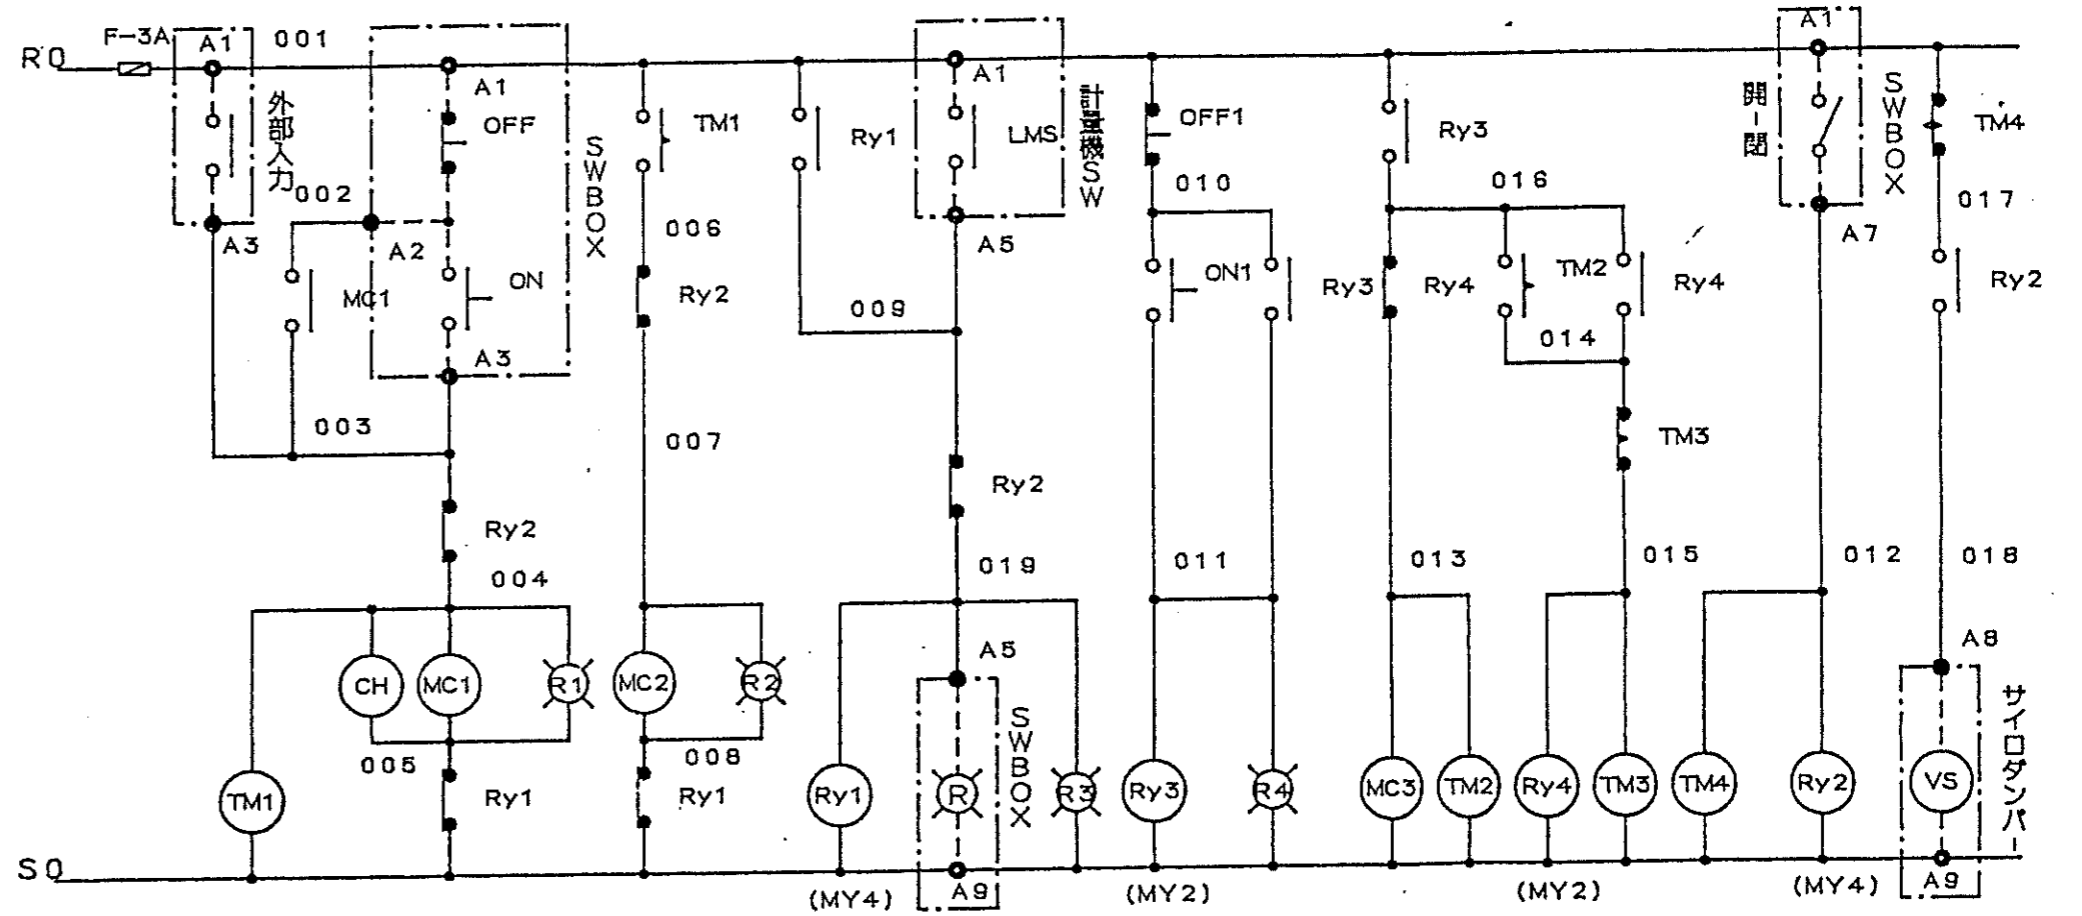 R0
F-3A
A1
001
外部入力
A3
002
A1
OFF
A2
MC1
ON
A3
SWBOX
003
Ry2
004
CH
MC1
R1
005
TM1
Ry1
TM1
006
Ry2
007
MC2
R2
008
Ry1
Ry1
009
A1
LMS
計量機SW
A5
Ry2
019
A5
Ry1
R
R3
SWBOX
A9
(MY4)
OFF1
010
ON1
Ry3
011
Ry3
R4
(MY2)
Ry3
016
Ry4
TM2
Ry4
014
TM3
013
015
MC3
TM2
Ry4
TM3
(MY2)
A1
開-閉
SWBOX
A7
012
TM4
Ry2
(MY4)
TM4
017
Ry2
018
A8
VS
サイロダンパー
A9
S0